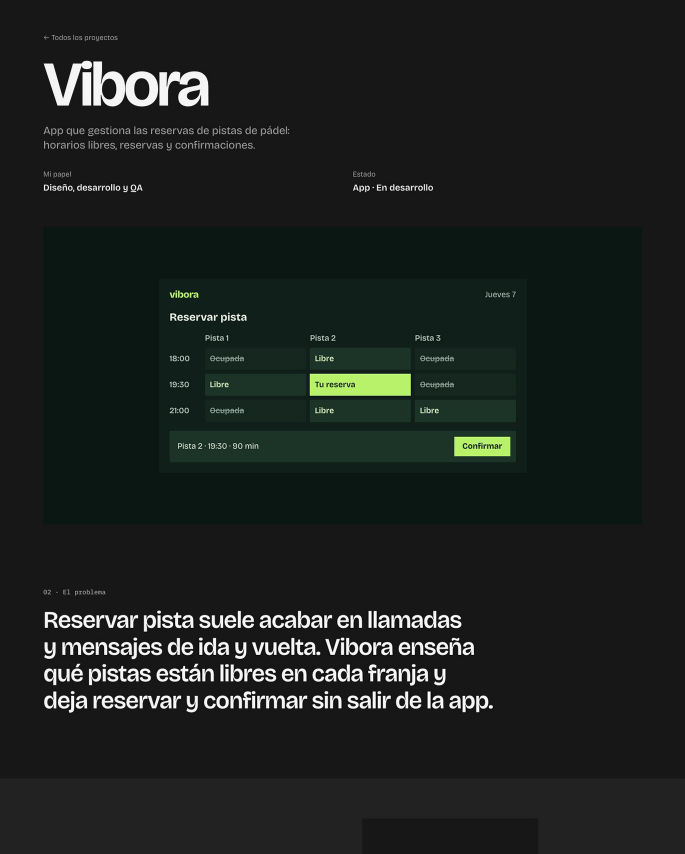 ← Todos los proyectos
Vibora
App que gestiona las reservas de pistas de pádel:
horarios libres, reservas y confirmaciones.
Mi papel
Estado
Diseño, desarrollo y QA
App · En desarrollo
vibora
Jueves 7
Reservar pista
Pista 1
Pista 2
Pista 3
18:00
Ocupada
Libre
Ocupada
19:30
Libre
Tu reserva
Ocupada
21:00
Ocupada
Libre
Libre
Pista 2 · 19:30 · 90 min
Confirmar
02 · El problema
Reservar pista suele acabar en llamadas
y mensajes de ida y vuelta. Vibora enseña
qué pistas están libres en cada franja y
deja reservar y confirmar sin salir de la app.